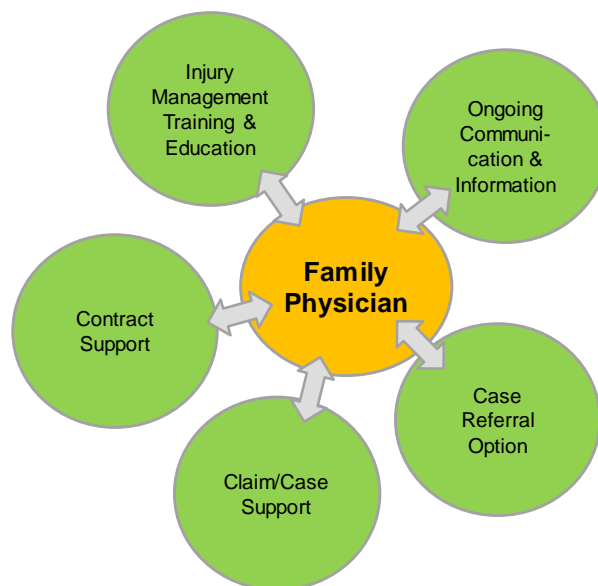 Injury
Management
Training &
Education
Ongoing
Communi-
cation &
Information
Family
Physician
Contract
Support
Case
Referral
Option
Claim/Case
Support